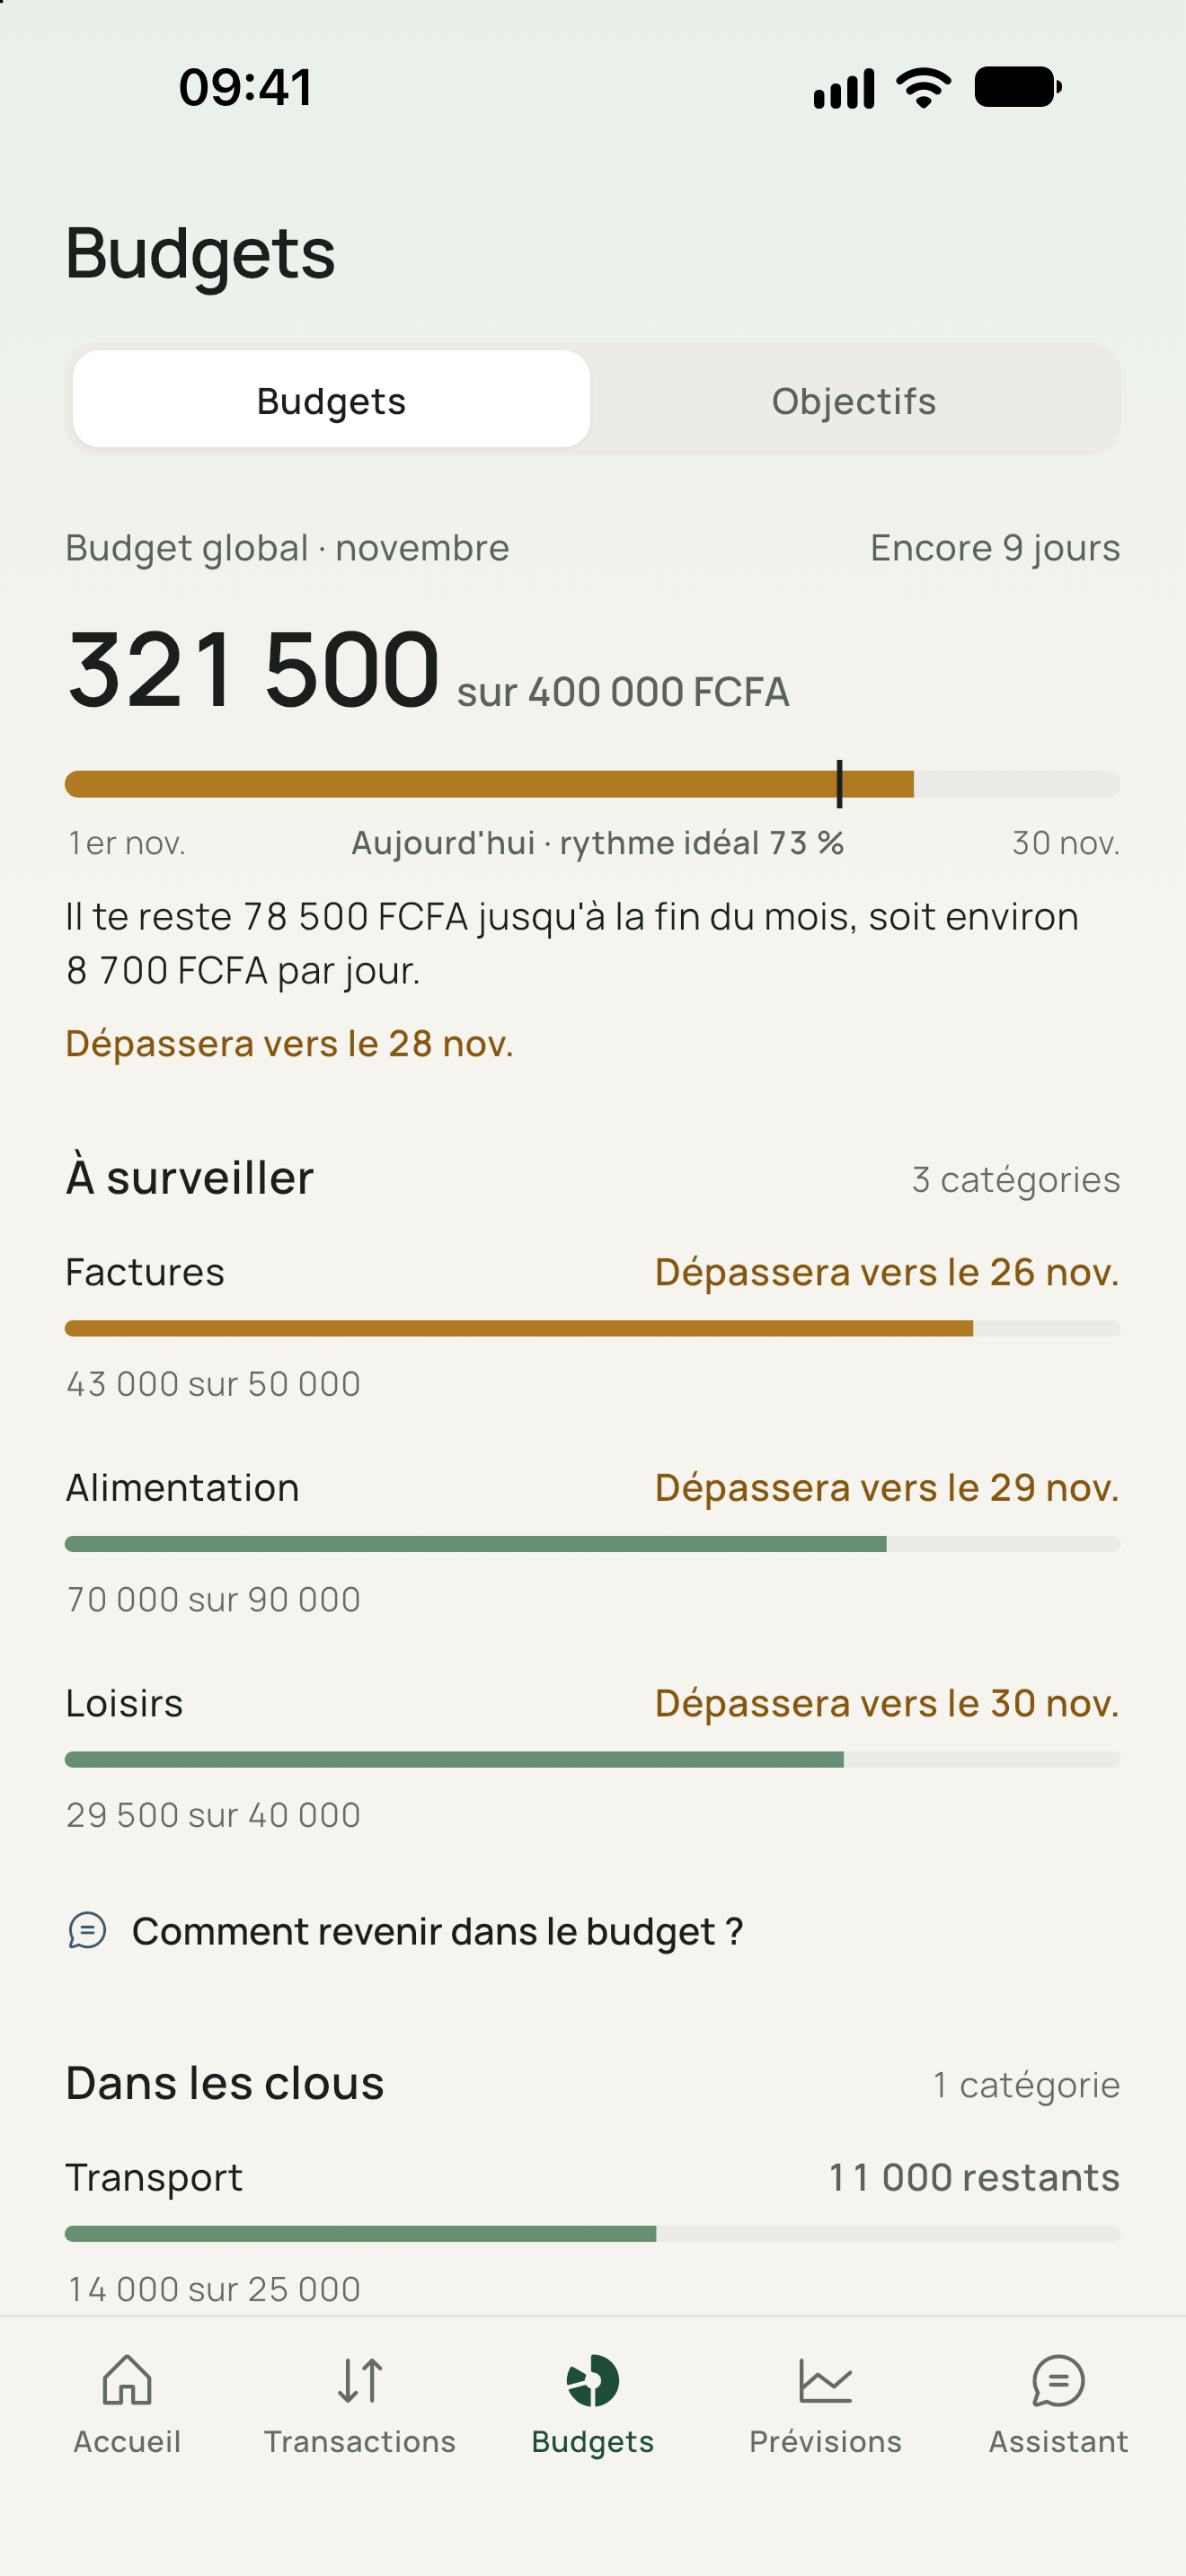 09:41
Budgets
Budgets
Objectifs
Budget global · novembre
Encore 9 jours
321 500 sur 400 000 FCFA
1er nov.
Aujourd'hui · rythme idéal 73 %
30 nov.
Il te reste 78 500 FCFA jusqu'à la fin du mois, soit environ
8 700 FCFA par jour.
Dépassera vers le 28 nov.
À surveiller
3 catégories
Factures
Dépassera vers le 26 nov.
43 000 sur 50 000
Alimentation
Dépassera vers le 29 nov.
70 000 sur 90 000
Loisirs
Dépassera vers le 30 nov.
29 500 sur 40 000
Comment revenir dans le budget ?
Dans les clous
1 catégorie
Transport
11 000 restants
14 000 sur 25 000
Accueil
Transactions
Budgets
Prévisions
Assistant